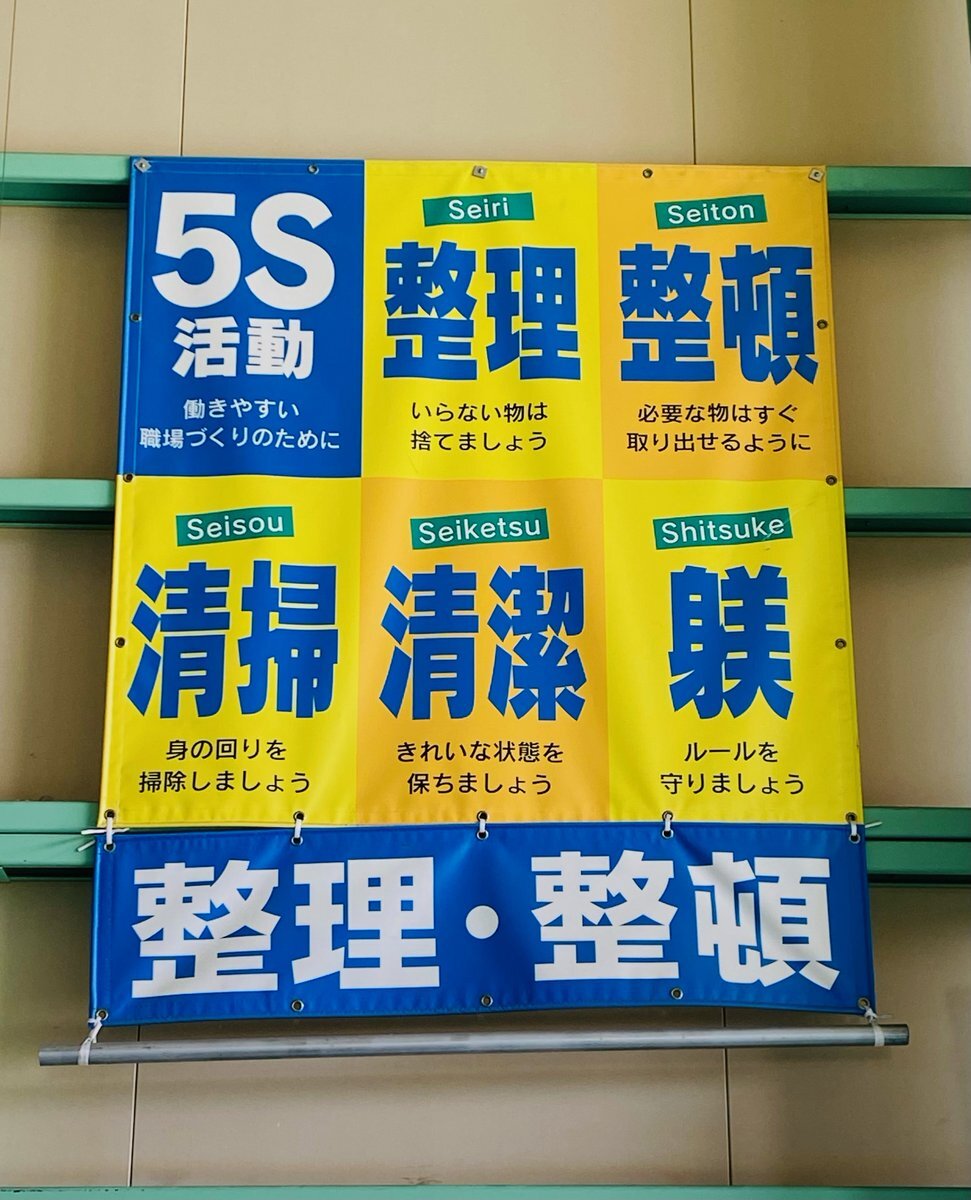 5S
活動
働きやすい
職場づくりのために
Seiri
整理
いらない物は
捨てましょう
Seiton
整頓
必要な物はすぐ
取り出せるように
Seisou
清掃
身の回りを
掃除しましょう
Seiketsu
清潔
きれいな状態を
保ちましょう
Shitsuke
躾
ルールを
守りましょう
整理・整頓